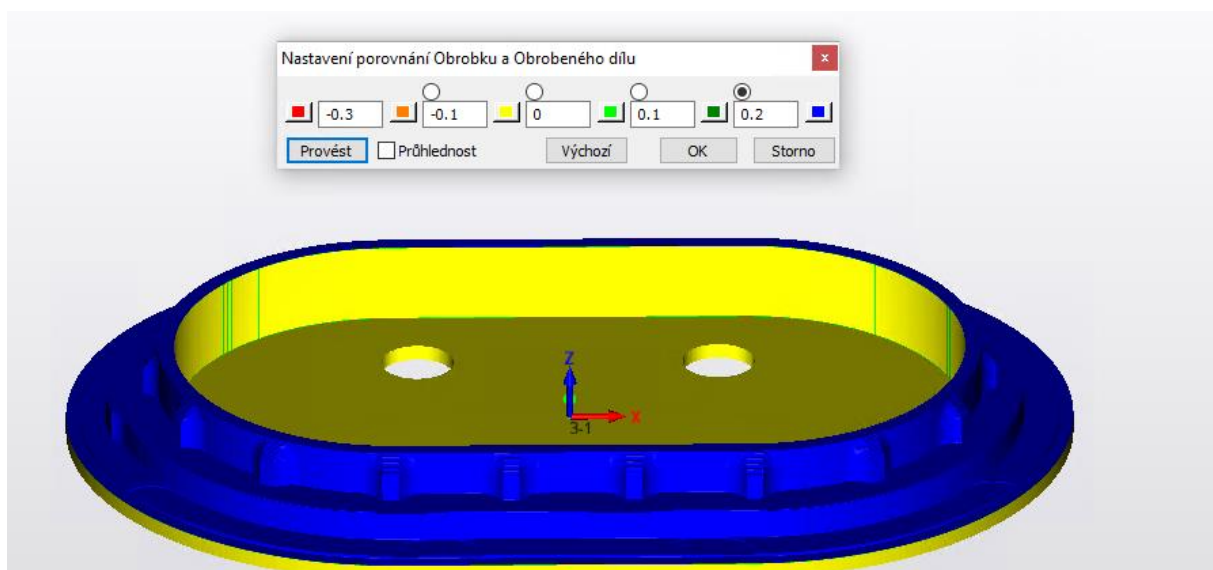 Nastavení porovnání Obrobku a Obrobeného dílu x
-0.3 -0.1 0 0.1 0.2
Provést Průhlednost Výchozí OK Storno
Z
X
3-1